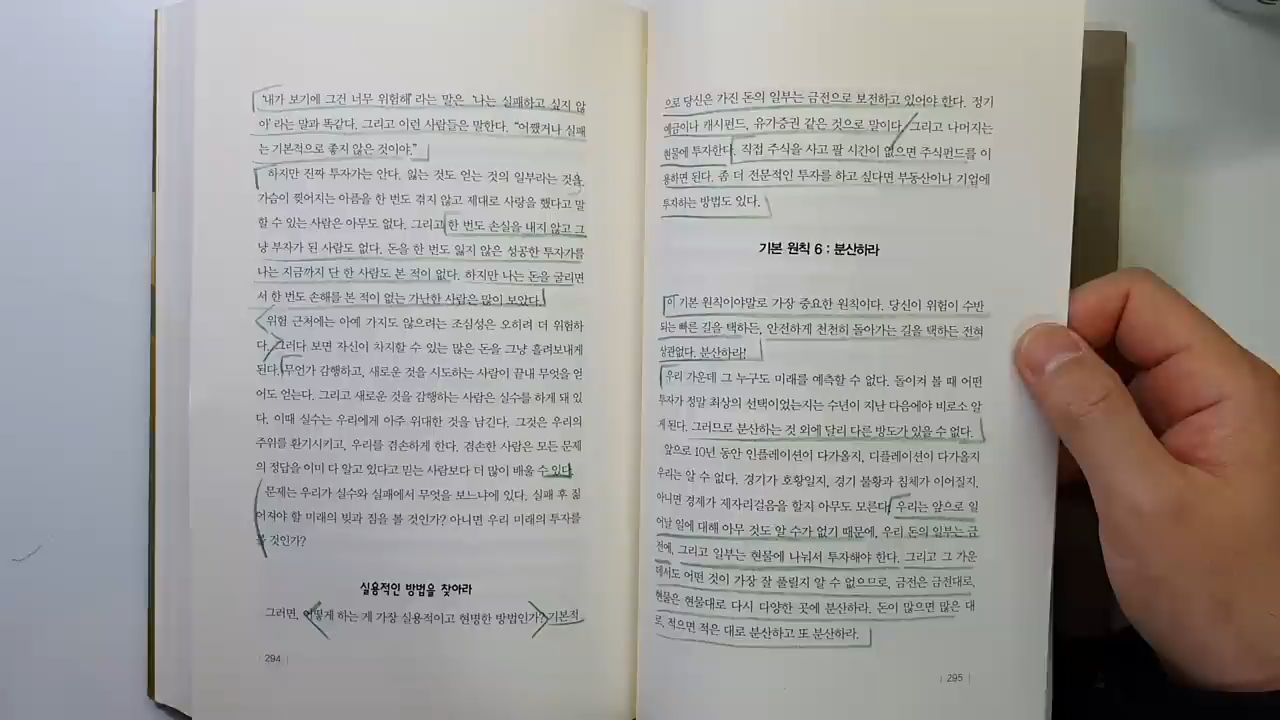 "내가 보기에 그건 너무 위험해"라는 말은 '나는 실패하고 싶지 않
아'라는 말과 똑같다. 그리고 이런 사람들은 말한다. "어쨌거나 실패
는 기본적으로 좋지 않은 것이야."
하지만 진짜 투자가는 안다. 잃는 것도 얻는 것의 일부라는 것을.
가슴이 찢어지는 아픔을 한 번도 겪지 않고 제대로 사랑을 했다고 말
할 수 있는 사람은 아무도 없다. 그리고 한 번도 손실을 내지 않고 그
냥 부자가 된 사람도 없다. 돈을 한 번도 잃지 않은 성공한 투자가를
나는 지금까지 단 한 사람도 본 적이 없다. 하지만 나는 돈을 굴리면
서 한 번도 손해를 본 적이 없는 가난한 사람은 많이 보았다.
위험 근처에는 아예 가지도 않으려는 조심성은 오히려 더 위험하
다. 그러다 보면 자신이 차지할 수 있는 많은 돈을 그냥 흘려보내게
된다. 무언가 감행하고, 새로운 것을 시도하는 사람이 끝내 무엇을 얻
어도 얻는다. 그리고 새로운 것을 감행하는 사람은 실수를 하게 돼 있
다. 이때 실수는 우리에게 아주 위대한 것을 남긴다. 그것은 우리의
주위를 환기시키고, 우리를 겸손하게 한다. 겸손한 사람은 모든 문제
의 정답을 이미 다 알고 있다고 믿는 사람보다 더 많이 배울 수 있다.
문제는 우리가 실수와 실패에서 무엇을 보느냐에 있다. 실패 후 짊
어져야 할 미래의 빚과 짐을 볼 것인가? 아니면 우리 미래의 투자를
볼 것인가?
실용적인 방법을 찾아라
그러면, 어떻게 하는 게 가장 실용적이고 현명한 방법인가? 기본적
294
으로 당신은 가진 돈의 일부는 금전으로 보전하고 있어야 한다. 정기
예금이나 캐시펀드, 유가증권 같은 것으로 말이다. 그리고 나머지는
현물에 투자한다. 직접 주식을 사고 팔 시간이 없으면 주식펀드를 이
용하면 된다. 좀 더 전문적인 투자를 하고 싶다면 부동산이나 기업에
투자하는 방법도 있다.
기본 원칙 6 : 분산하라
이 기본 원칙이야말로 가장 중요한 원칙이다. 당신이 위험이 수반
되는 빠른 길을 택하든, 안전하게 천천히 돌아가는 길을 택하든 전혀
상관없다. 분산하라!
우리 가운데 그 누구도 미래를 예측할 수 없다. 돌이켜 볼 때 어떤
투자가 정말 최상의 선택이었는지는 수년이 지난 다음에야 비로소 알
게 된다. 그러므로 분산하는 것 외에 달리 다른 방도가 있을 수 없다.
앞으로 10년 동안 인플레이션이 다가올지, 디플레이션이 다가올지
우리는 알 수 없다. 경기가 호황일지, 경기 불황과 침체가 이어질지,
아니면 경제가 제자리걸음을 할지 아무도 모른다. 우리는 앞으로 일
어날 일에 대해 아무 것도 알 수가 없기 때문에, 우리 돈의 일부는 금
전에, 그리고 일부는 현물에 나눠서 투자해야 한다. 그리고 그 가운
데서도 어떤 것이 가장 잘 풀릴지 알 수 없으므로, 금전은 금전대로,
현물은 현물대로 다시 다양한 곳에 분산하라. 돈이 많으면 많은 대
로, 적으면 적은 대로 분산하고 또 분산하라.
295